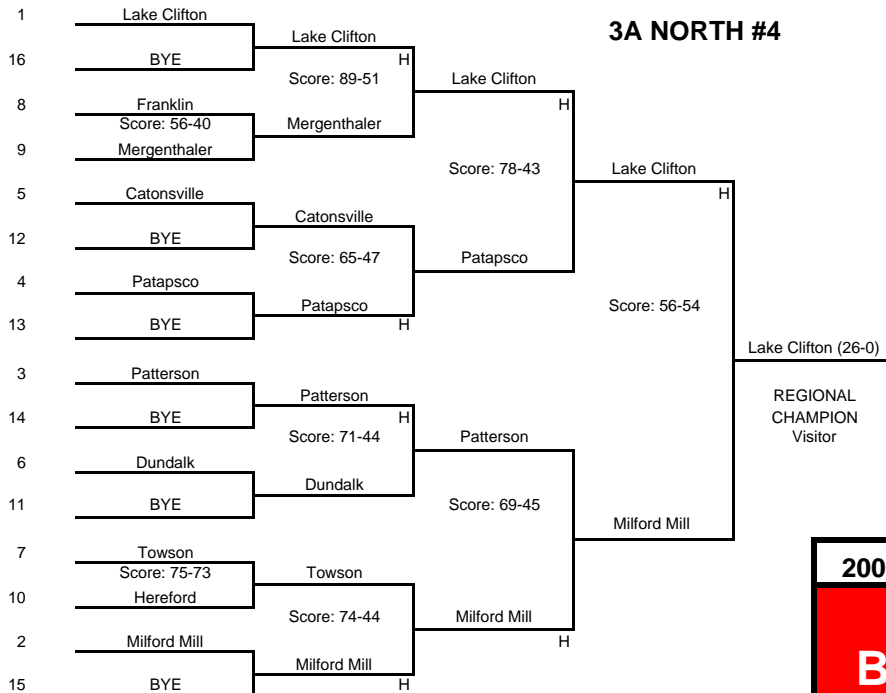 3A NORTH #4
1 Lake Clifton
16 BYE
8 Franklin
Score: 56-40
9 Mergenthaler
5 Catonsville
12 BYE
4 Patapsco
13 BYE
3 Patterson
14 BYE
6 Dundalk
11 BYE
7 Towson
Score: 75-73
10 Hereford
2 Milford Mill
15 BYE
Lake Clifton
H
Score: 89-51
Mergenthaler
Catonsville
Score: 65-47
Patapsco
H
Patterson
H
Score: 71-44
Dundalk
Towson
Score: 74-44
Milford Mill
H
Lake Clifton
H
Score: 78-43
Patapsco
Patterson
Score: 69-45
Milford Mill
H
Lake Clifton
H
Score: 56-54
Milford Mill
Lake Clifton (26-0)
REGIONAL
CHAMPION
Visitor
200
B